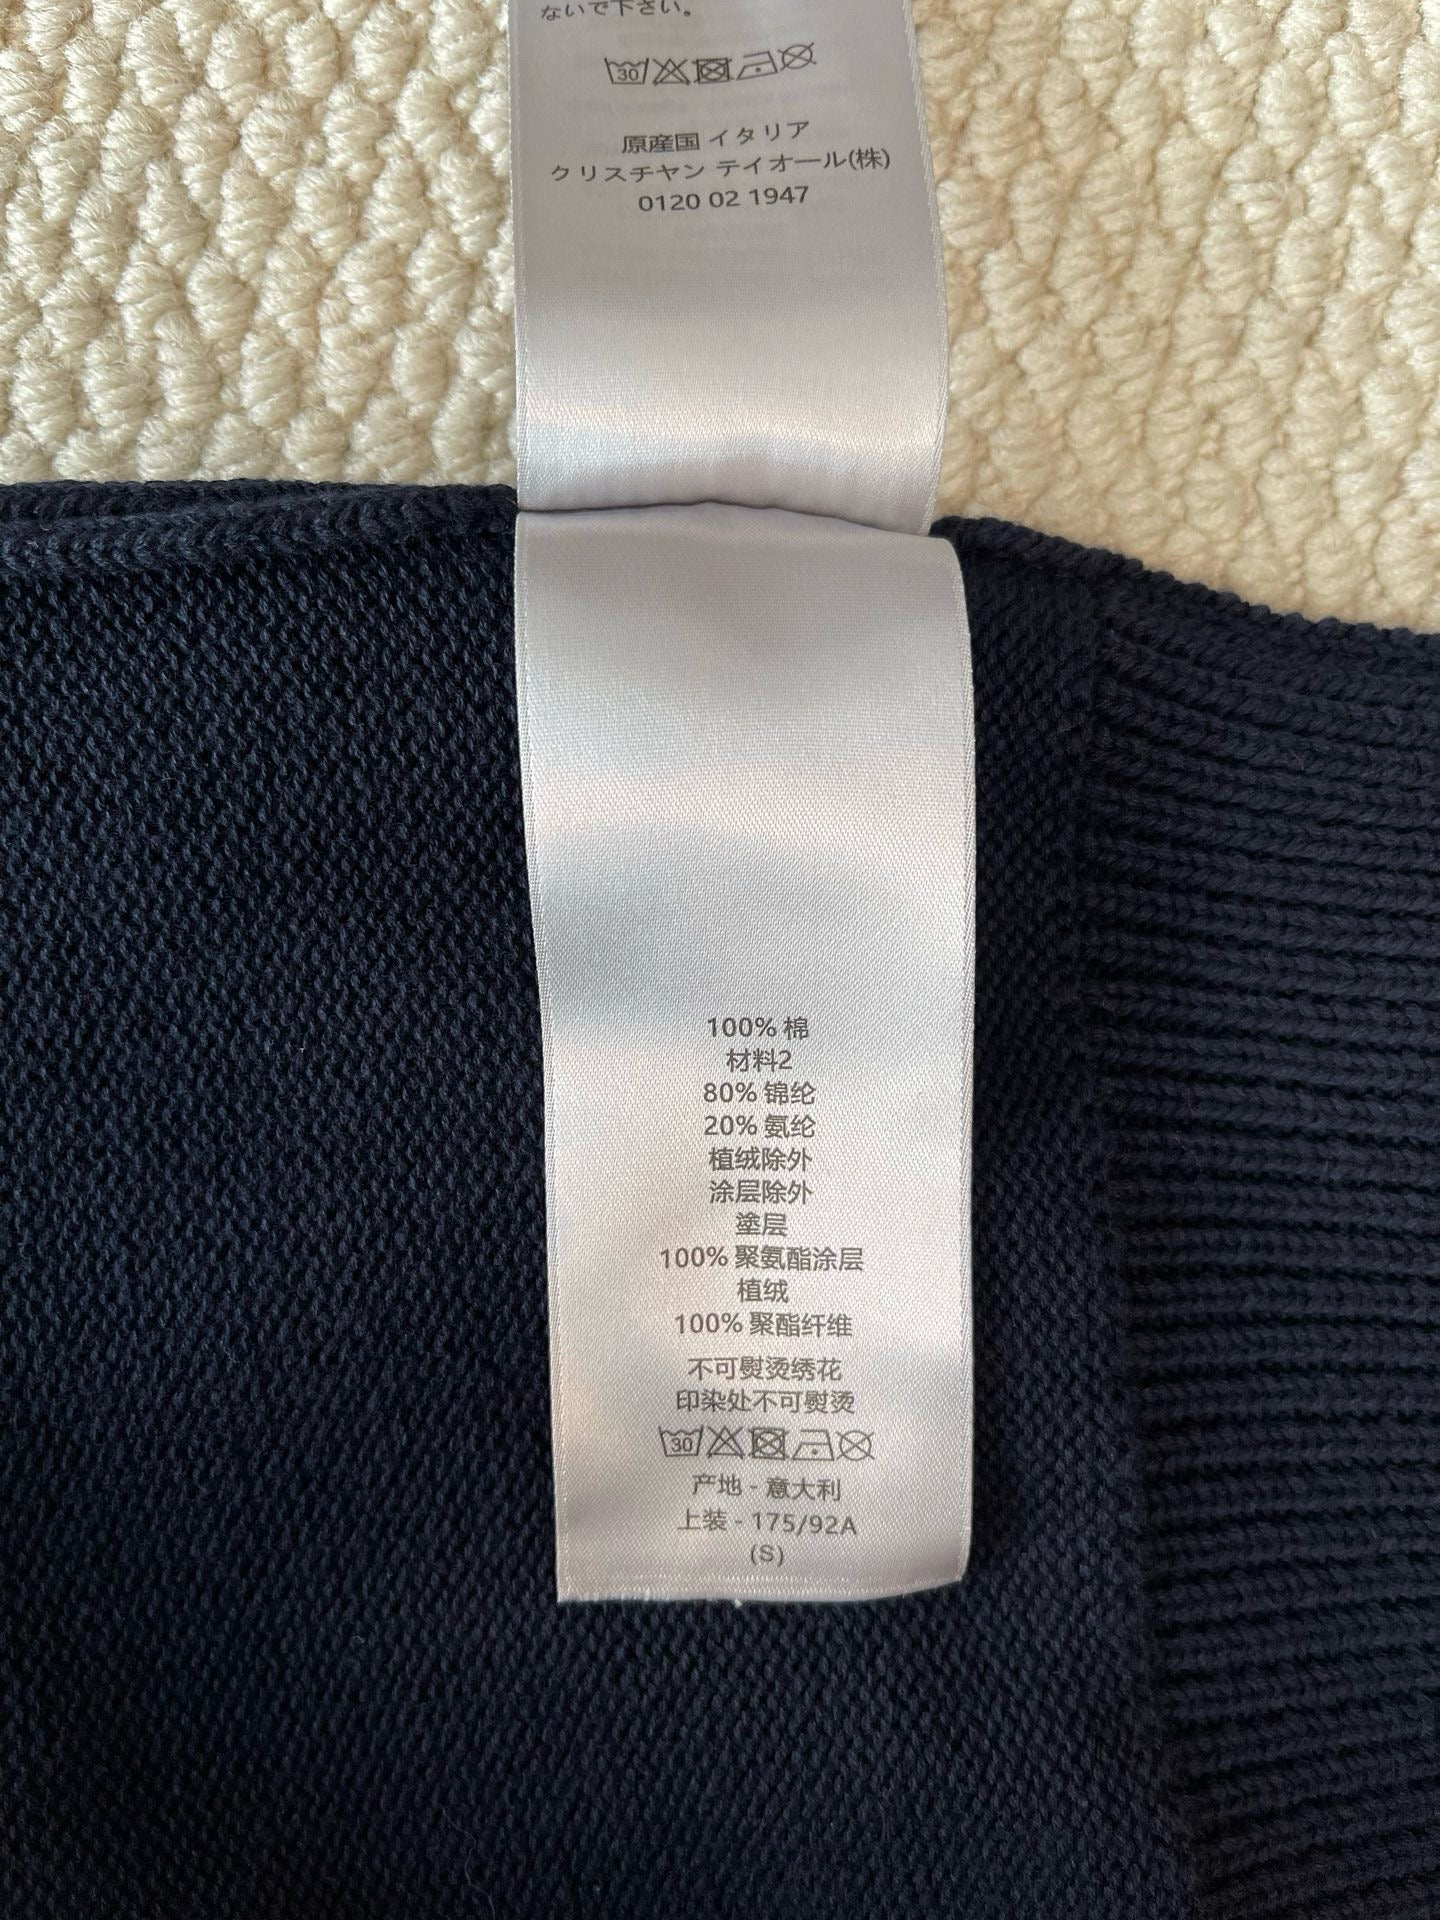 ないで下さい。
30
原産国 イタリア
クリスチャン ディオール(株)
0120 02 1947
100% 棉
材料2
80% 锦纶
20% 氨纶
植绒除外
涂层除外
塗层
100% 聚氨酯涂层
植绒
100% 聚酯纤维
不可熨烫绣花
印染处不可熨烫
30
产地 - 意大利
上装 - 175/92A
(S)